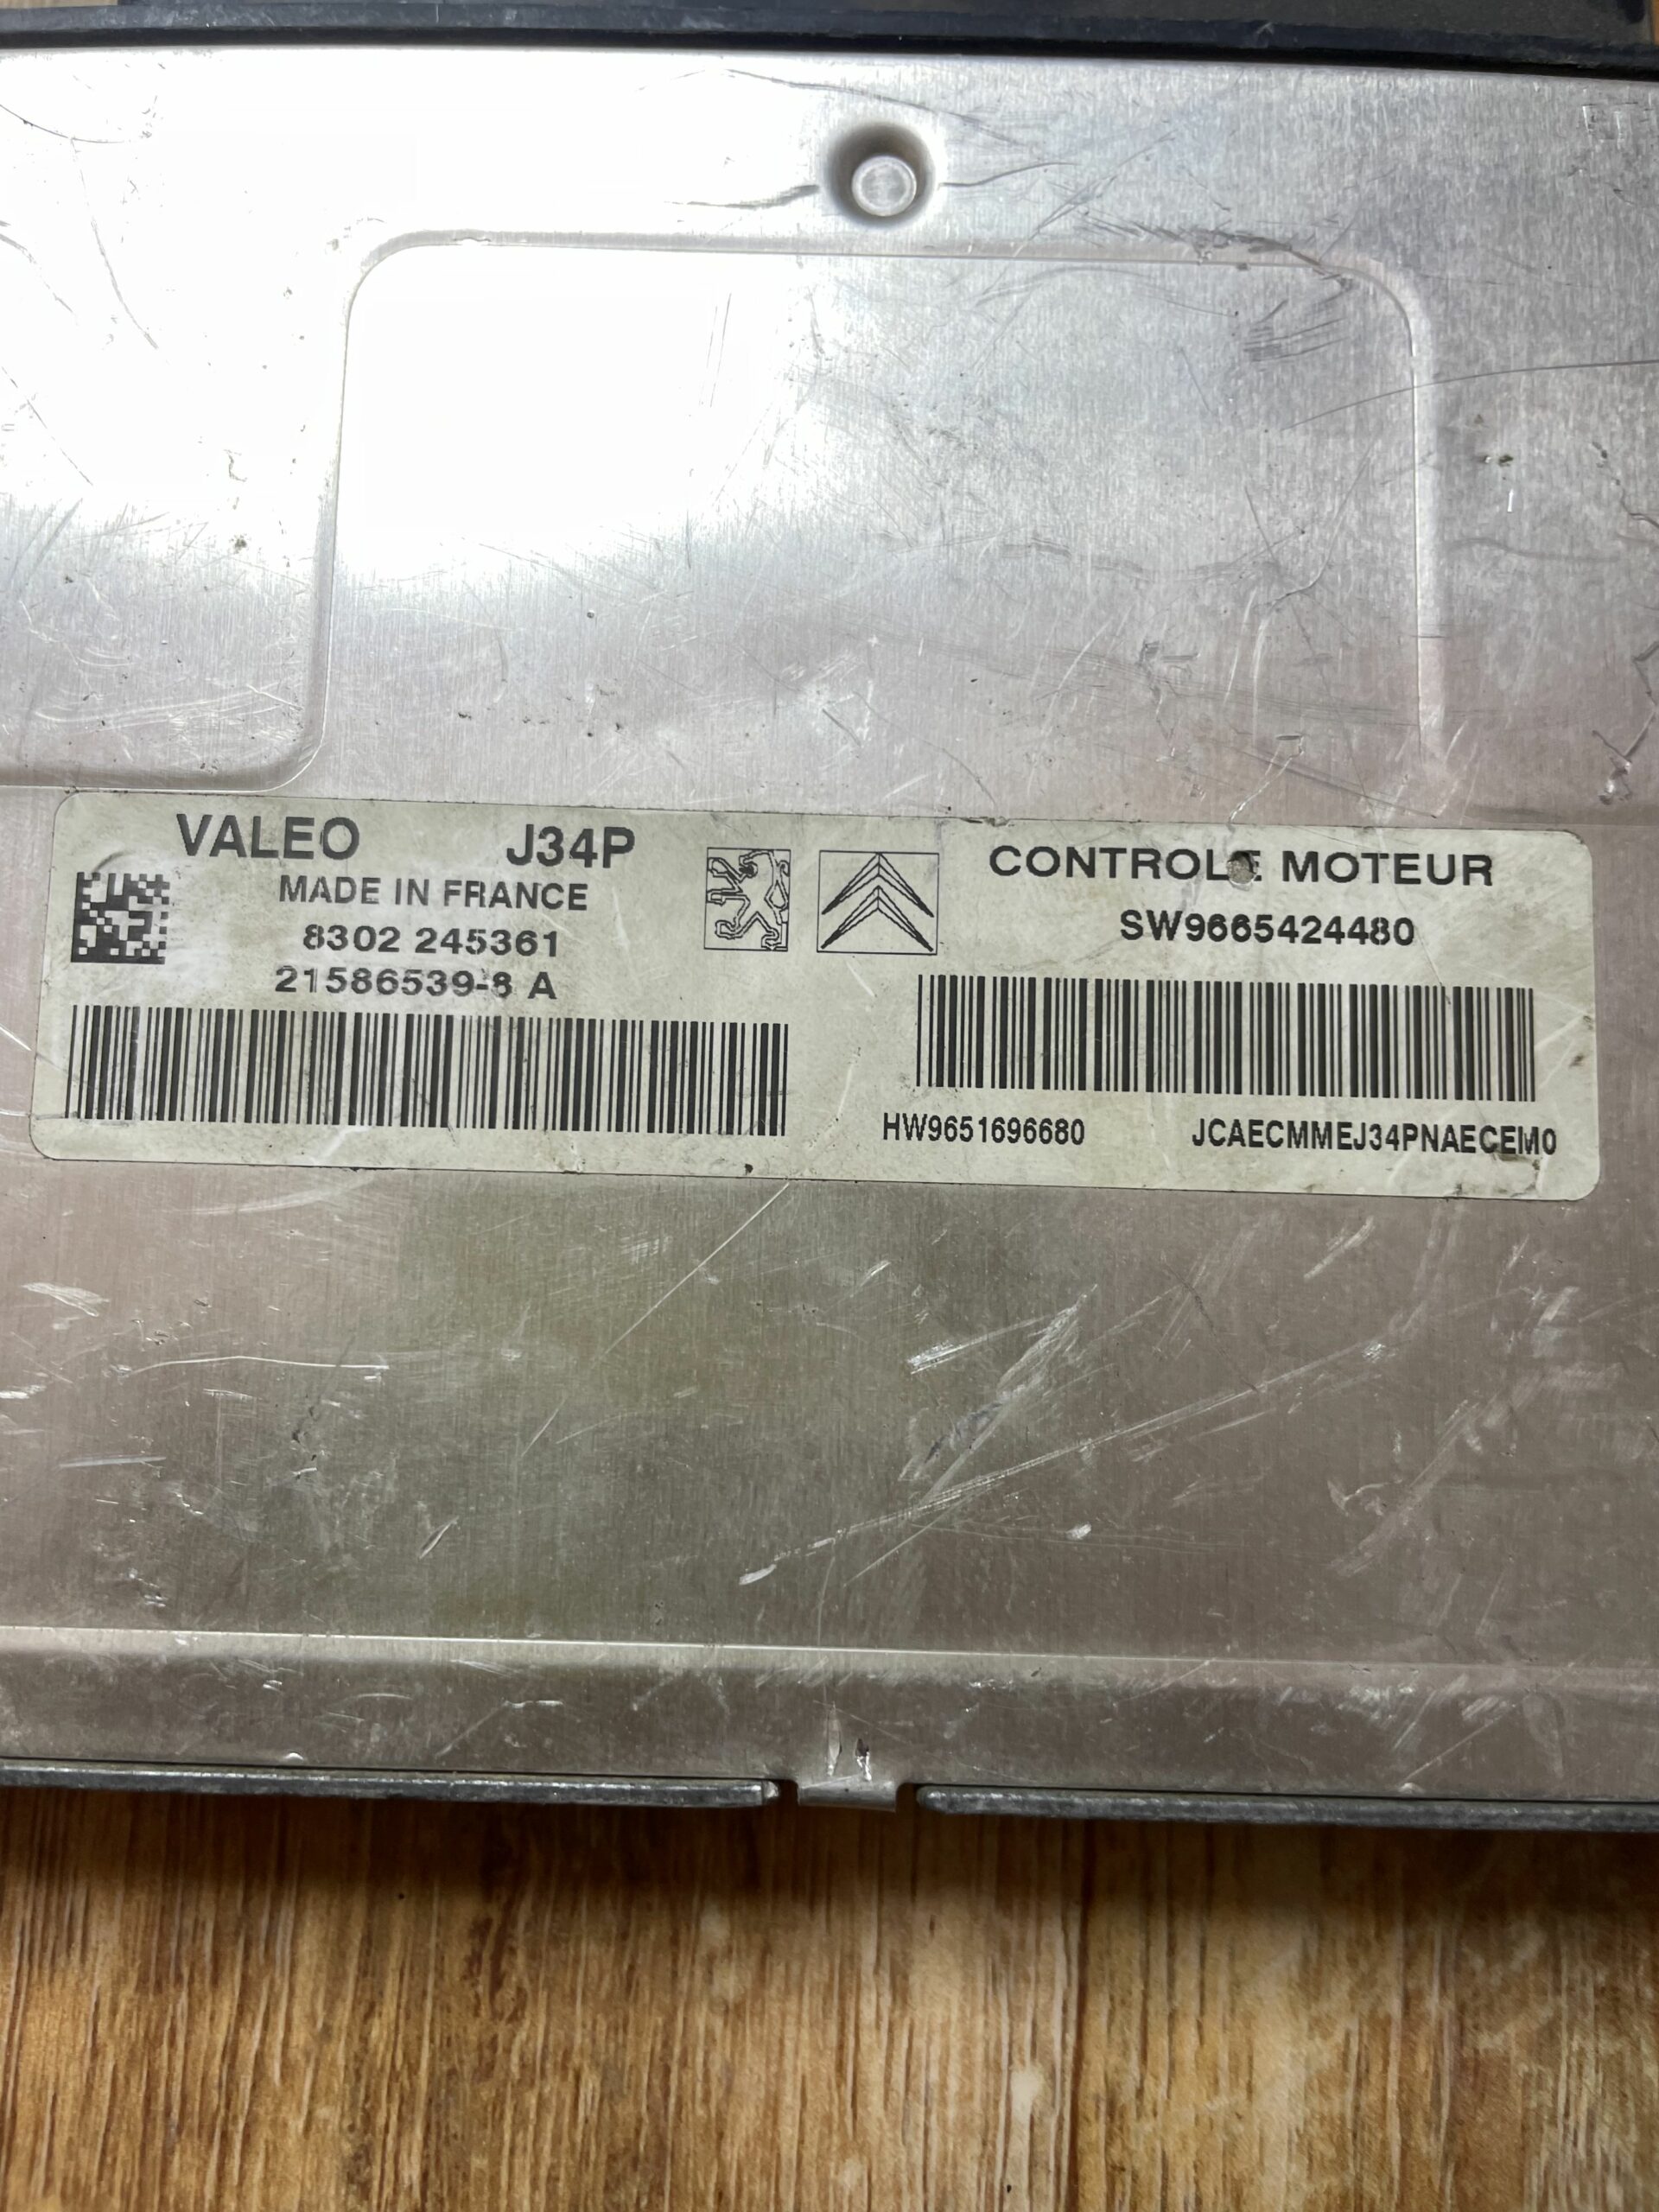 VALEO J34P
MADE IN FRANCE
8302 245361
21586539-8 A
CONTROLE MOTEUR
SW9665424480
HW9651696680 JCAECMMEJ34PNAECEM0